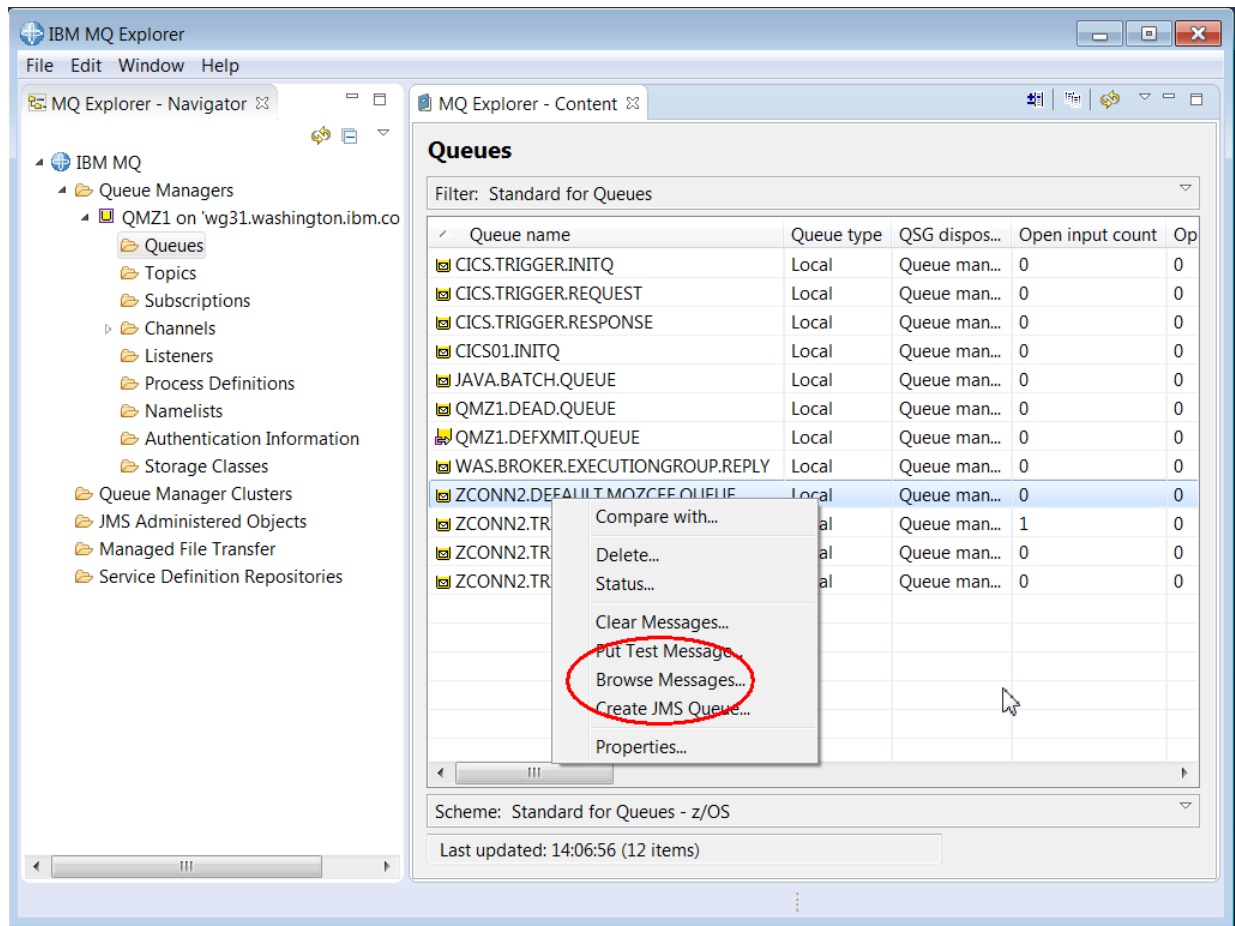 IBM MQ Explorer
File Edit Window Help
MQ Explorer - Navigator
IBM MQ
Queue Managers
QMZ1 on 'wg31.washington.ibm.co
Queues
Topics
Subscriptions
Channels
Listeners
Process Definitions
Namelists
Authentication Information
Storage Classes
Queue Manager Clusters
JMS Administered Objects
Managed File Transfer
Service Definition Repositories
MQ Explorer - Content
Queues
Filter: Standard for Queues
Queue name Queue type QSG dispos... Open input count Op
CICS.TRIGGER.INITQ Local Queue man... 0 0
CICS.TRIGGER.REQUEST Local Queue man... 0 0
CICS.TRIGGER.RESPONSE Local Queue man... 0 0
CICS01.INITQ Local Queue man... 0 0
JAVA.BATCH.QUEUE Local Queue man... 0 0
QMZ1.DEAD.QUEUE Local Queue man... 0 0
QMZ1.DEFXMIT.QUEUE Local Queue man... 0 0
WAS.BROKER.EXECUTIONGROUP.REPLY Local Queue man... 0 0
ZCONN2.DEFAULT.MQZCEE.QUEUE Local Queue man... 0 0
ZCONN2.TR al Queue man... 1 0
ZCONN2.TR al Queue man... 0 0
ZCONN2.TR al Queue man... 0 0
Compare with...
Delete...
Status...
Clear Messages...
Put Test Message...
Browse Messages...
Create JMS Queue...
Properties...
Scheme: Standard for Queues - z/OS
Last updated: 14:06:56 (12 items)